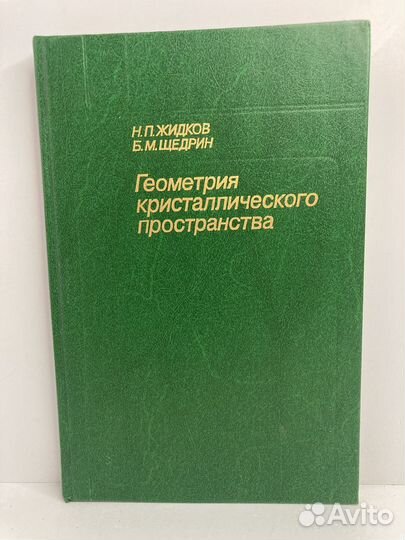 Н.П.ЖИДКОВ
Б.М.ЩЕДРИН
Геометрия
кристаллического
пространства
Avito